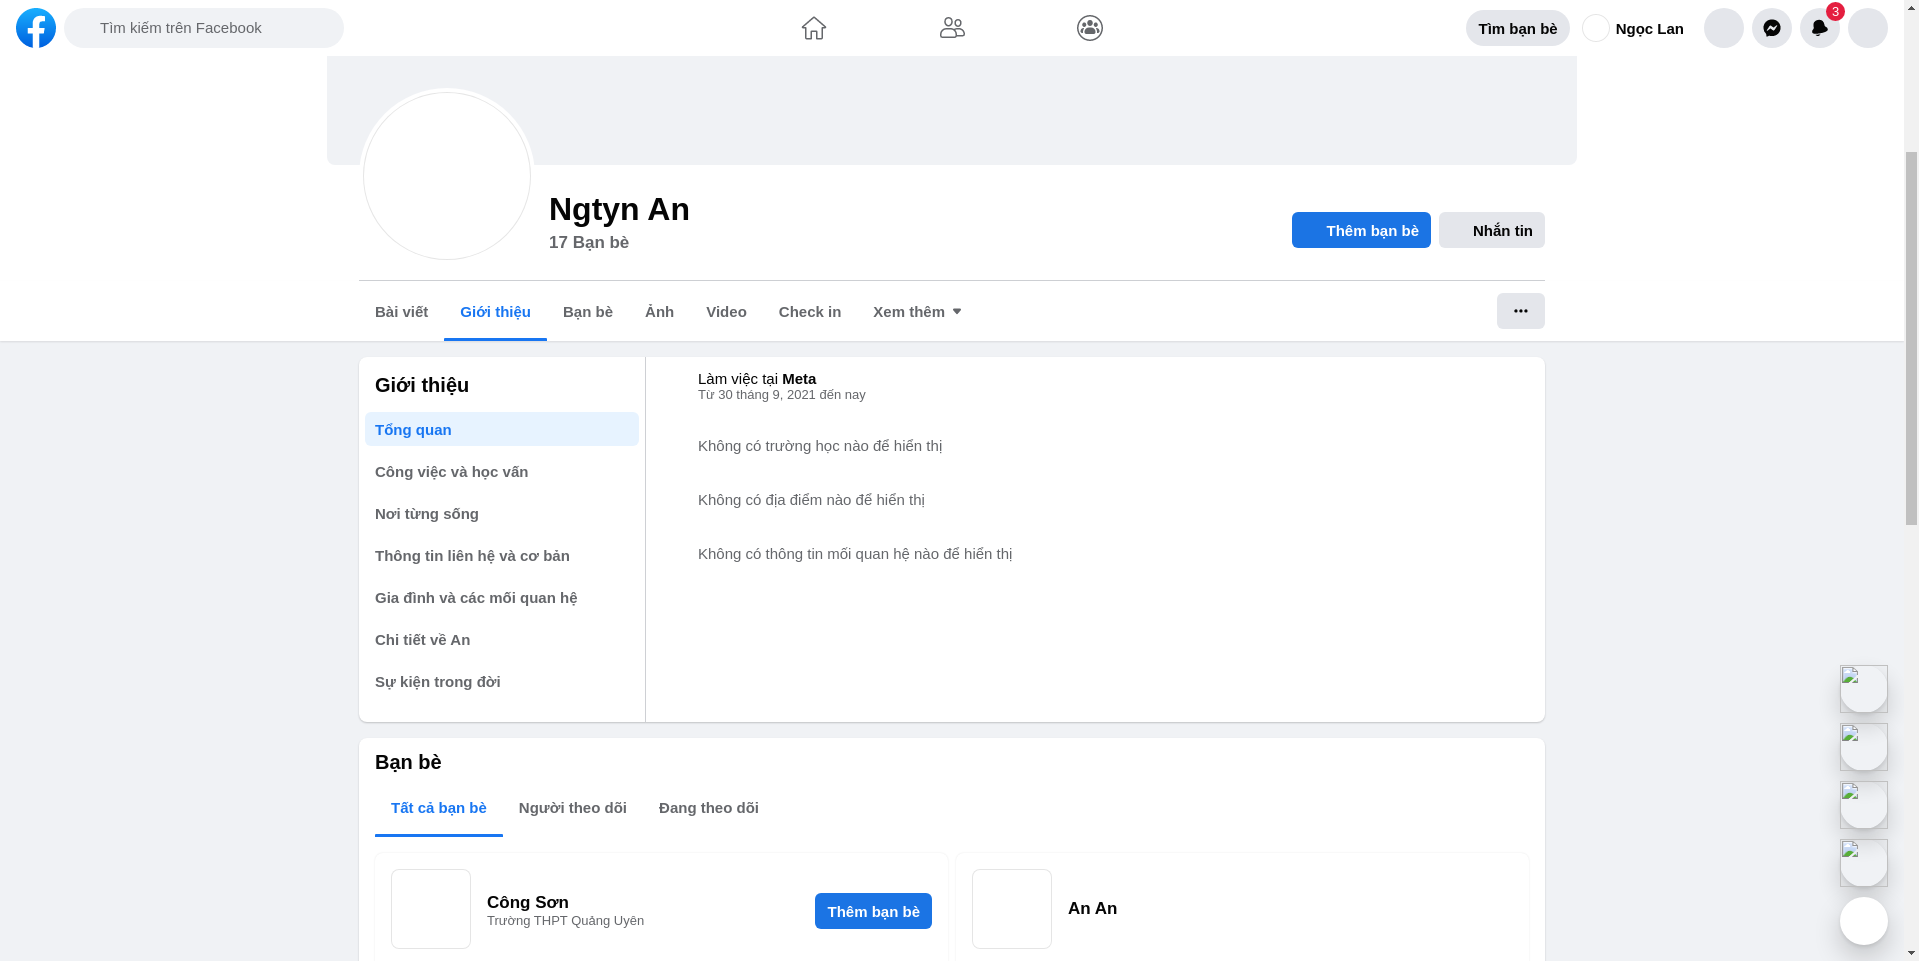 Tìm kiếm trên Facebook
Tìm bạn bè
Ngọc Lan
3
Ngtyn An
17 Bạn bè
Thêm bạn bè
Nhắn tin
Bài viết
Giới thiệu
Bạn bè
Ảnh
Video
Check in
Xem thêm
Giới thiệu
Tổng quan
Công việc và học vấn
Nơi từng sống
Thông tin liên hệ và cơ bản
Gia đình và các mối quan hệ
Chi tiết về An
Sự kiện trong đời
Làm việc tại Meta
Từ 30 tháng 9, 2021 đến nay
Không có trường học nào để hiển thị
Không có địa điểm nào để hiển thị
Không có thông tin mối quan hệ nào để hiển thị
Bạn bè
Tất cả bạn bè
Người theo dõi
Đang theo dõi
Công Sơn
Trường THPT Quảng Uyên
Thêm bạn bè
An An